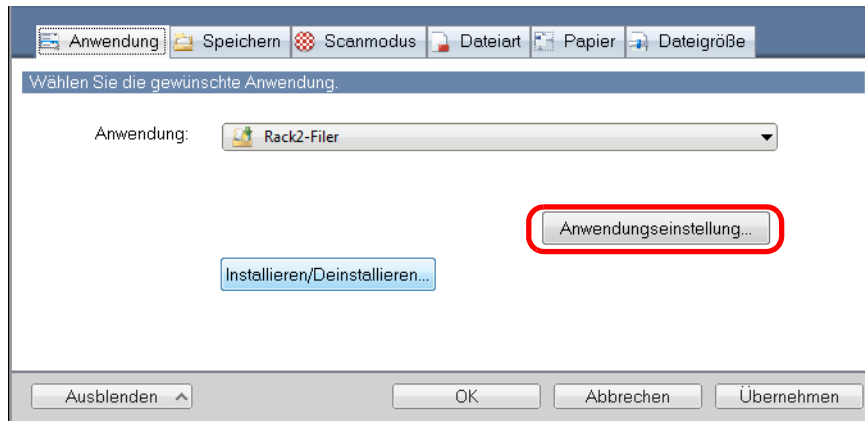 Anwendung Speichern Scanmodus Dateiart Papier Dateigröße
Wählen Sie die gewünschte Anwendung.
Anwendung: Rack2-Filer
Anwendungseinstellung...
Installieren/Deinstallieren...
Ausblenden OK Abbrechen Übernehmen